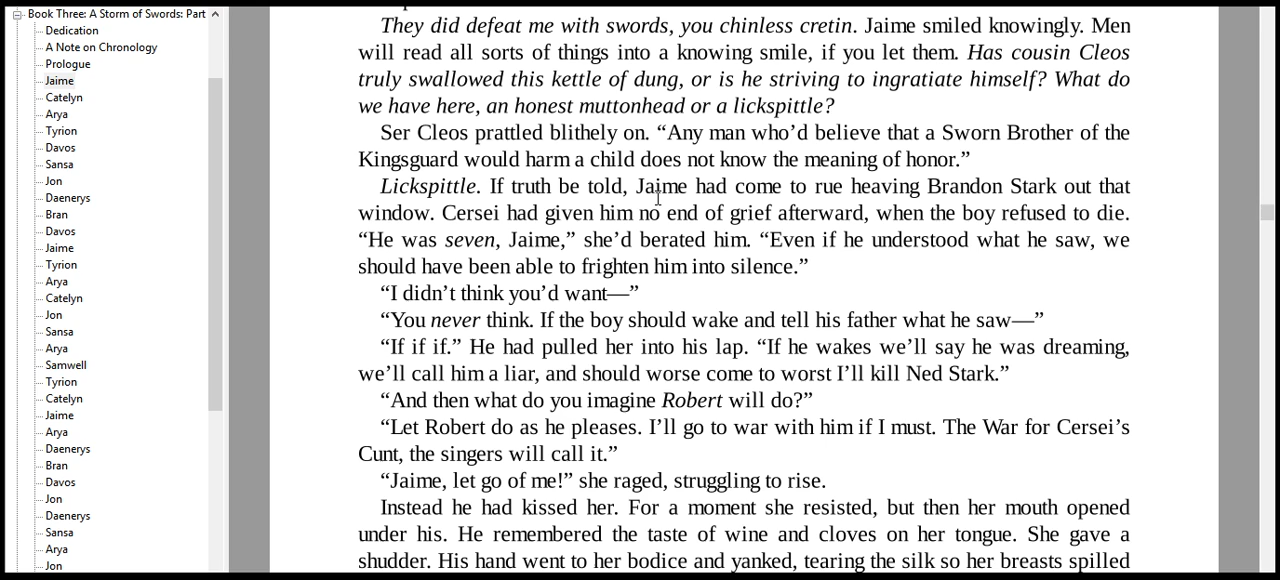 Book Three: A Storm of Swords: Part
Dedication
A Note on Chronology
Prologue
Jaime
Catelyn
Arya
Tyrion
Davos
Sansa
Jon
Daenerys
Bran
Davos
Jaime
Tyrion
Arya
Catelyn
Jon
Sansa
Arya
Samwell
Tyrion
Catelyn
Jaime
Arya
Daenerys
Bran
Davos
Jon
Daenerys
Sansa
Arya
Jon
They did defeat me with swords, you chinless cretin. Jaime smiled knowingly. Men
will read all sorts of things into a knowing smile, if you let them. Has cousin Cleos
truly swallowed this kettle of dung, or is he striving to ingratiate himself? What do
we have here, an honest muttonhead or a lickspittle?
Ser Cleos prattled blithely on. “Any man who’d believe that a Sworn Brother of the
Kingsguard would harm a child does not know the meaning of honor.”
Lickspittle. If truth be told, Jaime had come to rue heaving Brandon Stark out that
window. Cersei had given him no end of grief afterward, when the boy refused to die.
“He was seven, Jaime,” she’d berated him. “Even if he understood what he saw, we
should have been able to frighten him into silence.”
“I didn’t think you’d want—”
“You never think. If the boy should wake and tell his father what he saw—”
“If if if.” He had pulled her into his lap. “If he wakes we’ll say he was dreaming,
we’ll call him a liar, and should worse come to worst I’ll kill Ned Stark.”
“And then what do you imagine Robert will do?”
“Let Robert do as he pleases. I’ll go to war with him if I must. The War for Cersei’s
Cunt, the singers will call it.”
“Jaime, let go of me!” she raged, struggling to rise.
Instead he had kissed her. For a moment she resisted, but then her mouth opened
under his. He remembered the taste of wine and cloves on her tongue. She gave a
shudder. His hand went to her bodice and yanked, tearing the silk so her breasts spilled